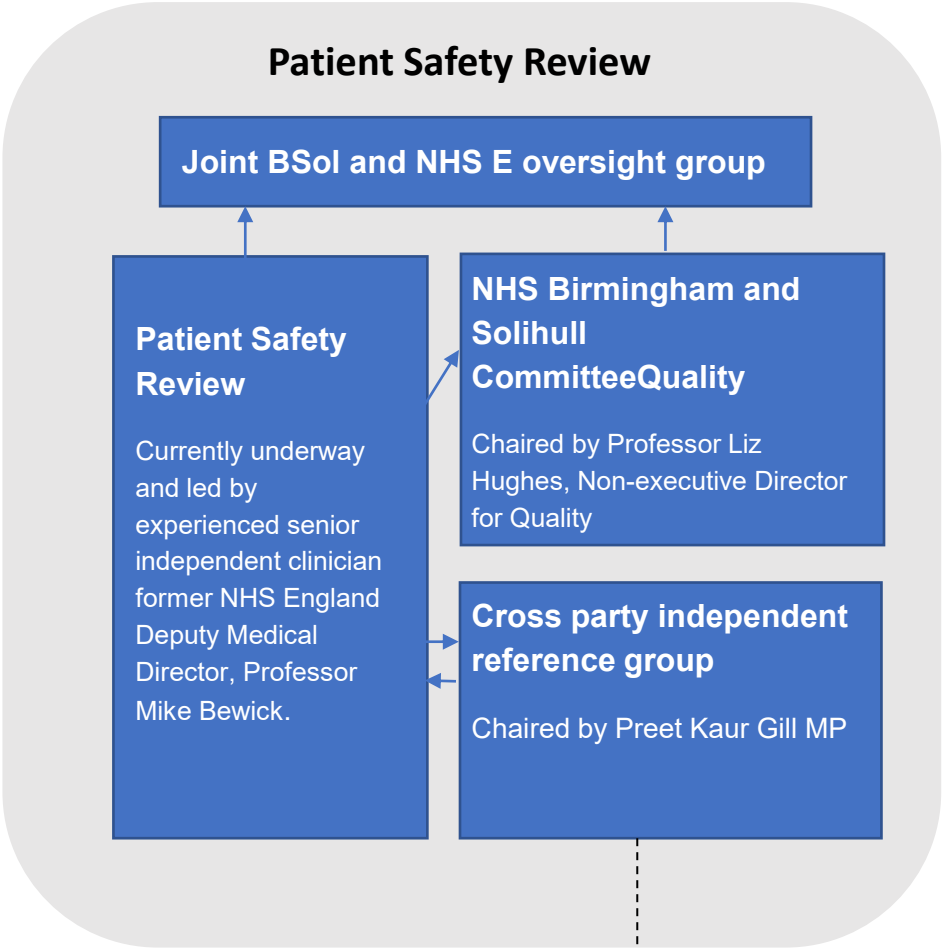 Patient Safety Review
Joint BSol and NHS E oversight group
Patient Safety
Review
Currently underway
and led by
experienced senior
independent clinician
former NHS England
Deputy Medical
Director, Professor
Mike Bewick.
NHS Birmingham and
Solihull
CommitteeQuality
Chaired by Professor Liz
Hughes, Non-executive Director
for Quality
Cross party independent
reference group
Chaired by Preet Kaur Gill MP